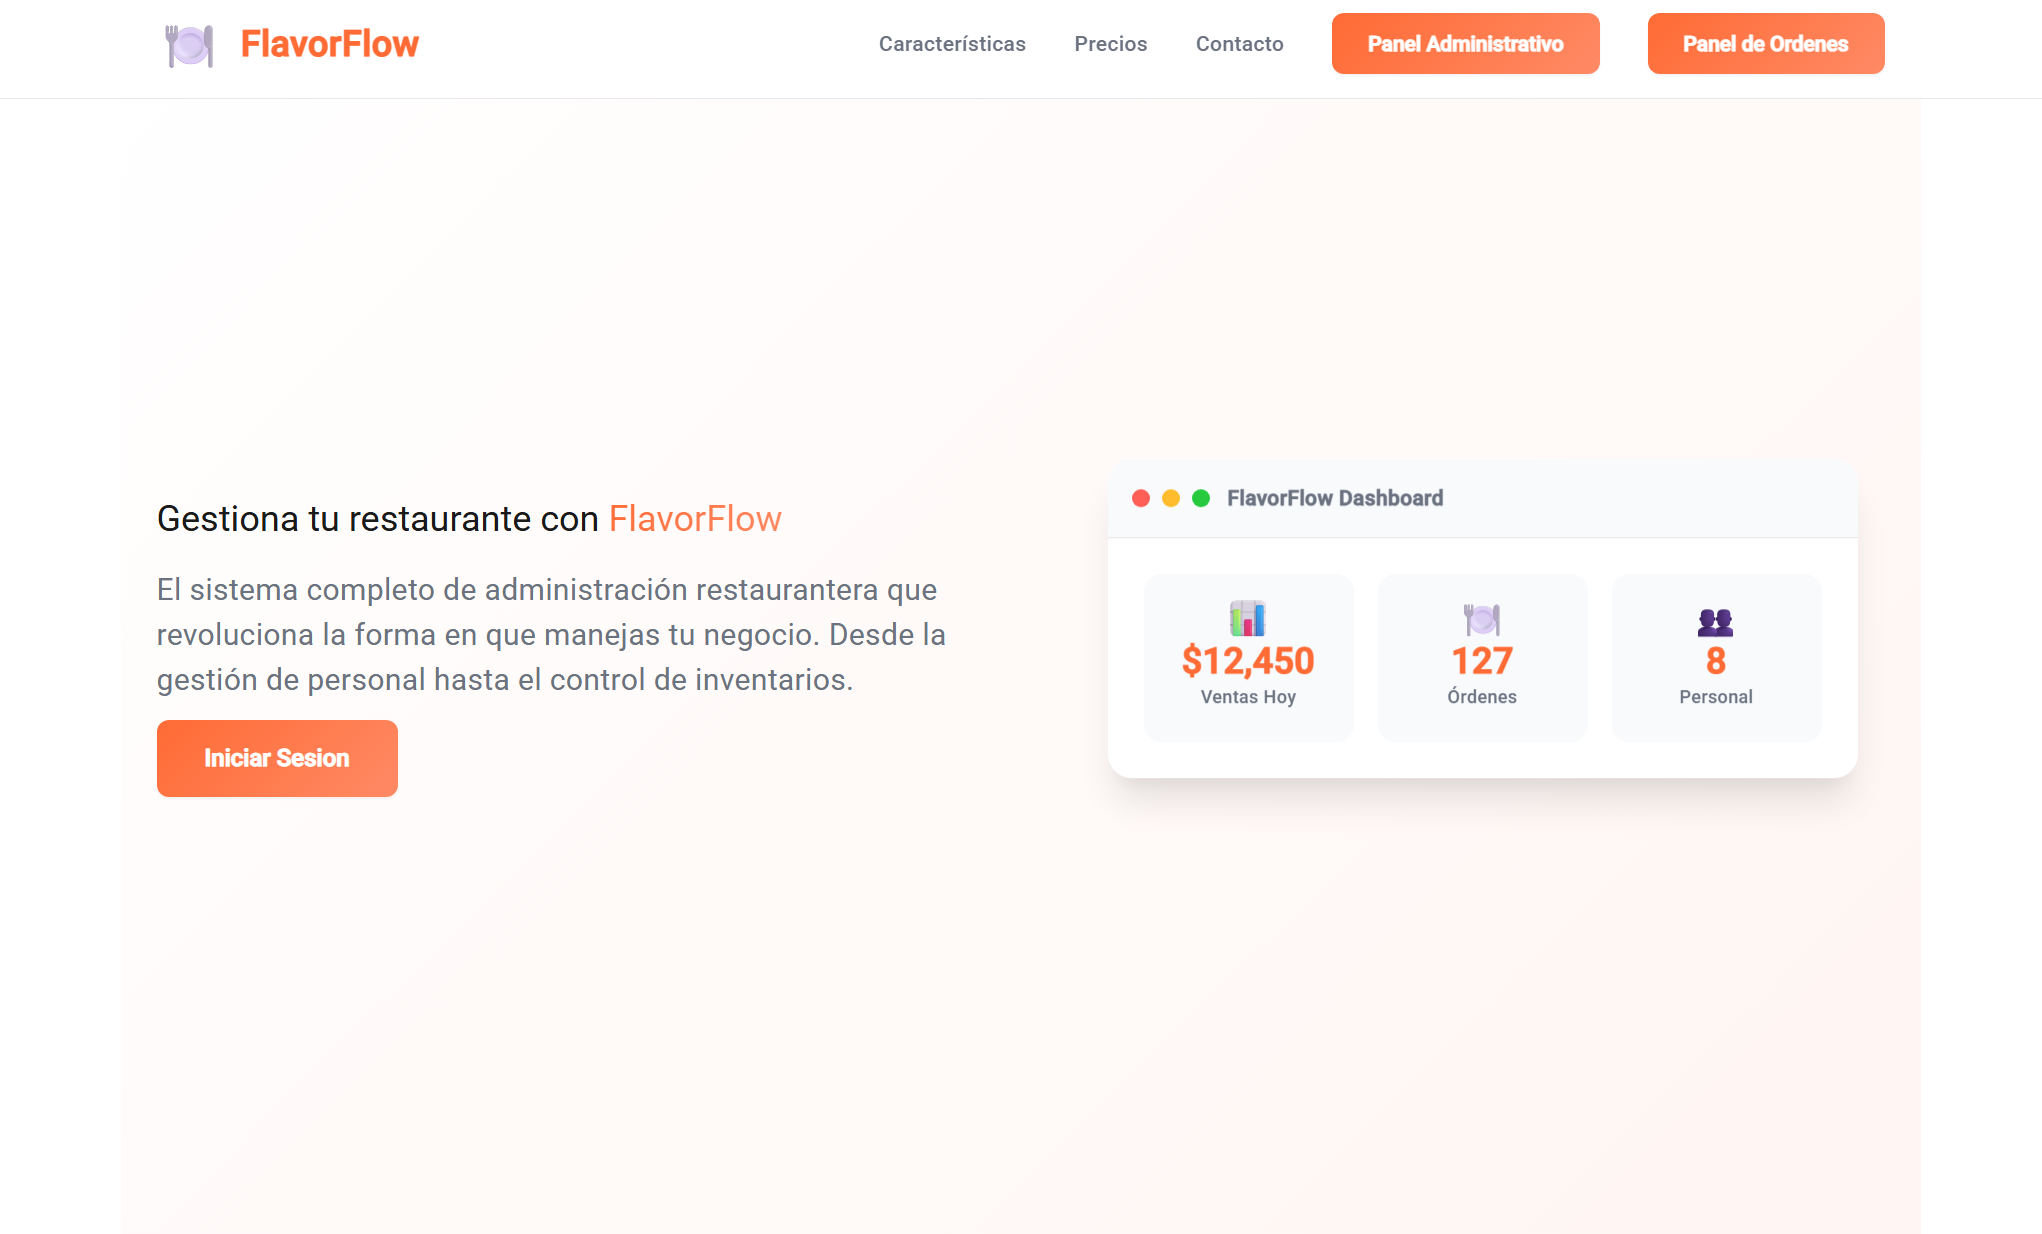 FlavorFlow
Características
Precios
Contacto
Panel Administrativo
Panel de Ordenes
Gestiona tu restaurante con FlavorFlow
El sistema completo de administración restaurantera que
revoluciona la forma en que manejas tu negocio. Desde la
gestión de personal hasta el control de inventarios.
Iniciar Sesion
FlavorFlow Dashboard
$12,450
Ventas Hoy
127
Órdenes
8
Personal